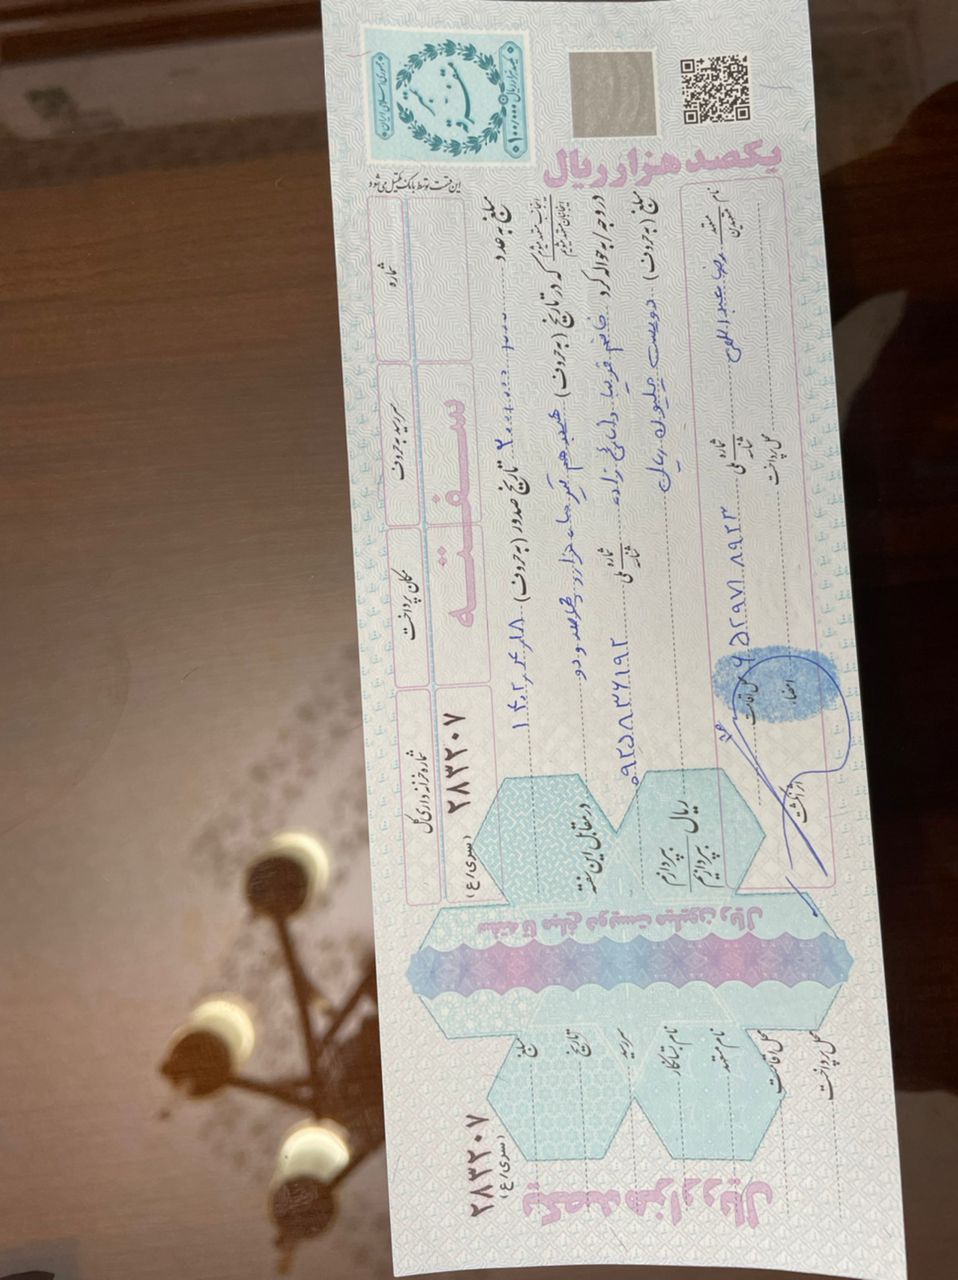 جمهوری اسلامی ایران
تمبر
متفرقه
یکصد هزار ریال ۱۰۰/۰۰۰
شماره
سررسید به حروف
مکان پرداخت
شماره خزانه داری کل
سفته
۲۸۳۲۰۷ (سری/ع)
مبلغ به عدد ۲۰۰,۰۰۰,۰۰۰ تاریخ صدور (به حروف) ۱۴۰۲,۴,۱۸
اینجانب متعهد میشوم
اینجانبان متعهد میشویم
که در تاریخ (به حروف) هیجدهم تیر ماه هزار و چهارصد و دو
در مقابل این سفته
در وجه/به حواله کرد خانم فریبا زاده شماره ملی شناسه ۰۹۲۵۸۳۶۱۹۲
مبلغ (به حروف) دویست میلیون ریال
ریال
بپردازم
بپردازیم
نام متعهد متعهدین رضا عبداللهی شماره ملی شناسه ۶۵۲۹۷۱۸۹۲۳
محل اقامت
محل پرداخت
امضاء
اثر انگشت
یکصد هزار ریال
سفته تا مبلغ دویست میلیون ریال
۲۸۳۲۰۷
(سری/ع)
مبلغ
تاریخ
سررسید
نام بستانکار
نام متعهد
محل اقامت
محل پرداخت
یکصد هزار ریال